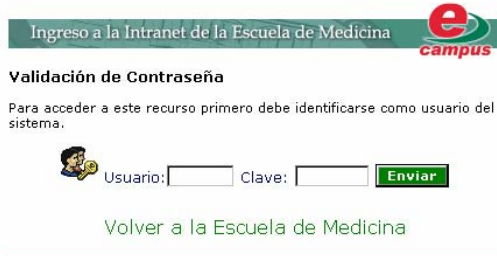 Ingreso a la Intranet de la Escuela de Medicina
e
campus
Validación de Contraseña
Para acceder a este recurso primero debe identificarse como usuario del
sistema.
Usuario: Clave: Enviar
Volver a la Escuela de Medicina